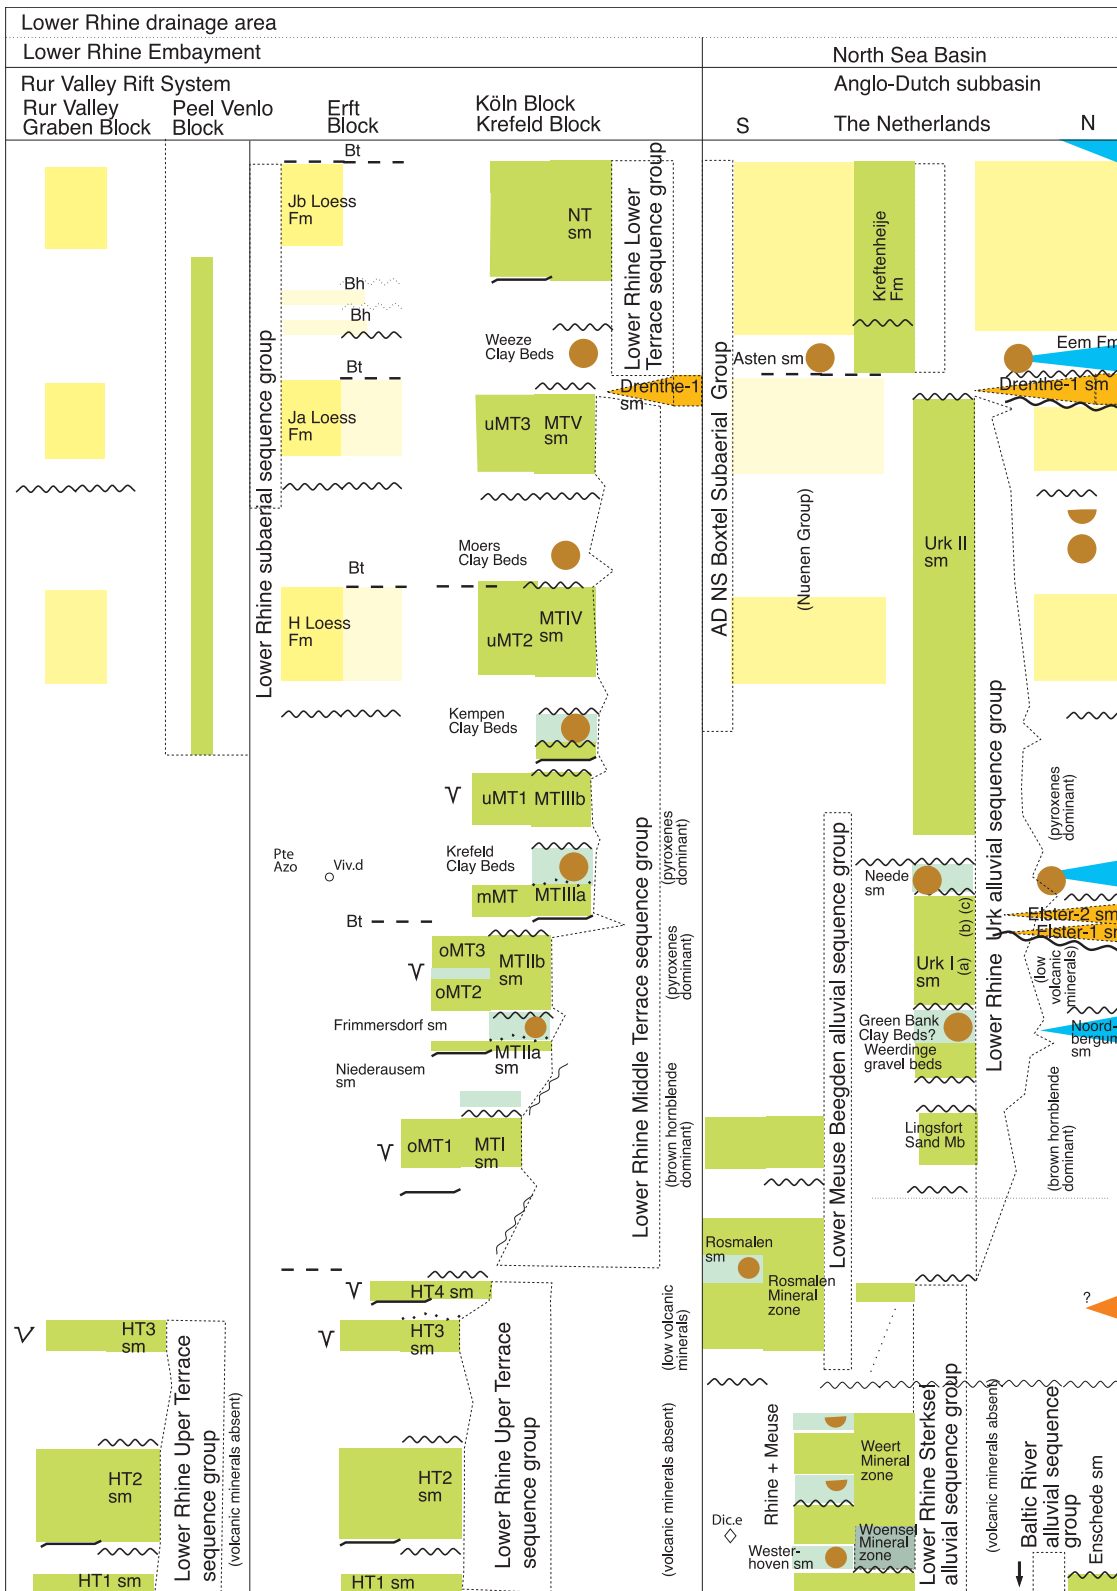 Lower Rhine drainage area
Lower Rhine Embayment
North Sea Basin
Rur Valley Rift System
Anglo-Dutch subbasin
Rur Valley
Graben Block
Peel Venlo
Block
Erft
Block
Köln Block
Krefeld Block
S
The Netherlands
N
Bt
Jb Loess
Fm
NT
sm
Lower Rhine Lower
Terrace sequence group
Kreftenheije
Fm
Bh
Bh
Weeze
Clay Beds
Asten sm
Eem Fm
Bt
Drenthe-1
sm
Drenthe-1 sm
Ja Loess
Fm
uMT3
MTV
sm
Lower Rhine subaerial sequence group
AD NS Boxtel Subaerial Group
(Nuenen Group)
Urk II
sm
Moers
Clay Beds
Bt
H Loess
Fm
uMT2
MTIV
sm
Kempen
Clay Beds
uMT1
MTIIIb
Lower Rhine Middle Terrace sequence group
(pyroxenes
dominant)
Lower Meuse Beegden alluvial sequence group
Lower Rhine Urk alluvial sequence group
(pyroxenes
dominant)
Pte
Azo
Viv.d
Krefeld
Clay Beds
mMT
MTIIIa
Neede
sm
Bt
Elster-2 sm
Elster-1 sm
oMT3
MTIIb
sm
oMT2
(pyroxenes
dominant)
Urk I
sm
(a)
(b) (c)
(low
volcanic
minerals)
Frimmersdorf sm
MTIIa
sm
Green Bank
Clay Beds?
Weerdinge
gravel beds
Noord-
bergum
sm
Niederausem
sm
oMT1
MTI
sm
(brown hornblende
dominant)
Lingsfort
Sand Mb
(brown hornblende
dominant)
Rosmalen
sm
Rosmalen
Mineral
zone
HT4 sm
?
HT3
sm
HT3
sm
(low volcanic
minerals)
Lower Rhine Uper Terrace
sequence group
(volcanic minerals absent)
Lower Rhine Uper Terrace
sequence group
(volcanic minerals absent)
Rhine + Meuse
Weert
Mineral
zone
Lower Rhine Sterksel
alluvial sequence group
(volcanic minerals absent)
Baltic River
alluvial sequence
group
Enschede sm
HT2
sm
HT2
sm
Dic.e
Woensel
Mineral
zone
Wester-
hoven sm
HT1 sm
HT1 sm